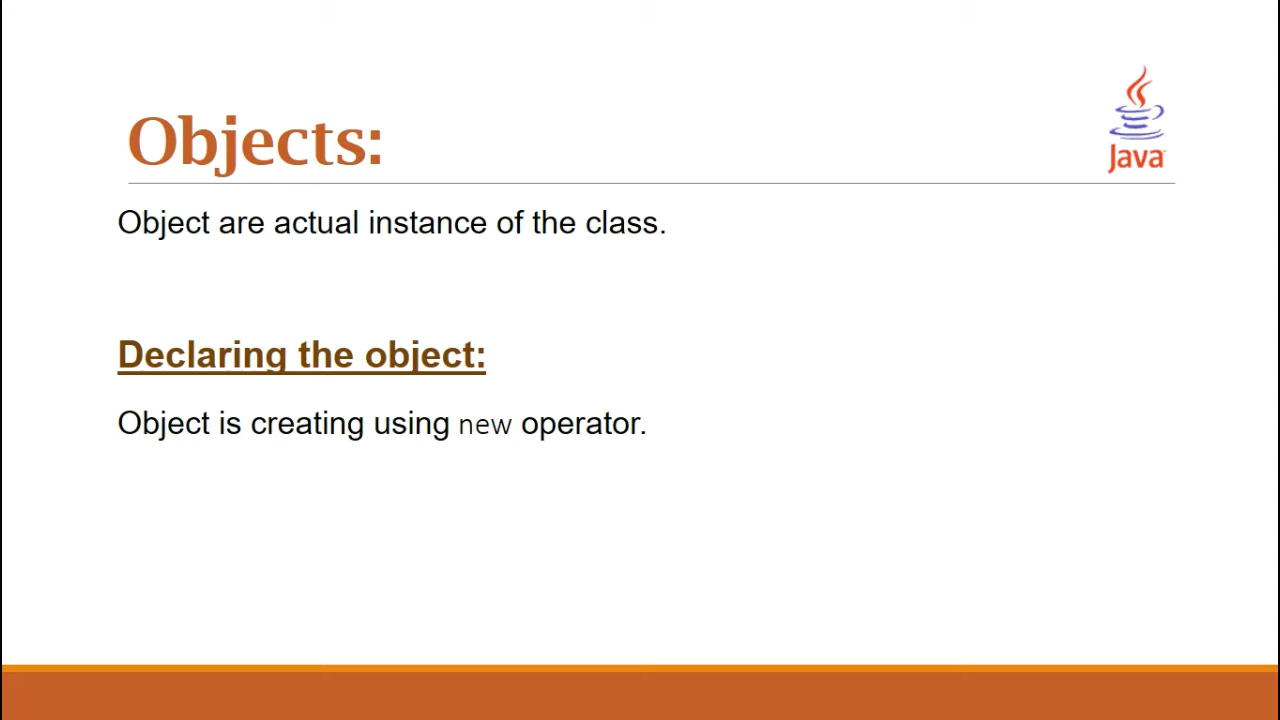 Objects:
Java
Object are actual instance of the class.
Declaring the object:
Object is creating using new operator.